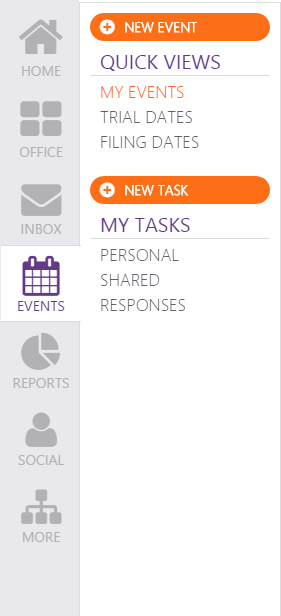 HOME
OFFICE
INBOX
EVENTS
REPORTS
SOCIAL
MORE
NEW EVENT
QUICK VIEWS
MY EVENTS
TRIAL DATES
FILING DATES
NEW TASK
MY TASKS
PERSONAL
SHARED
RESPONSES